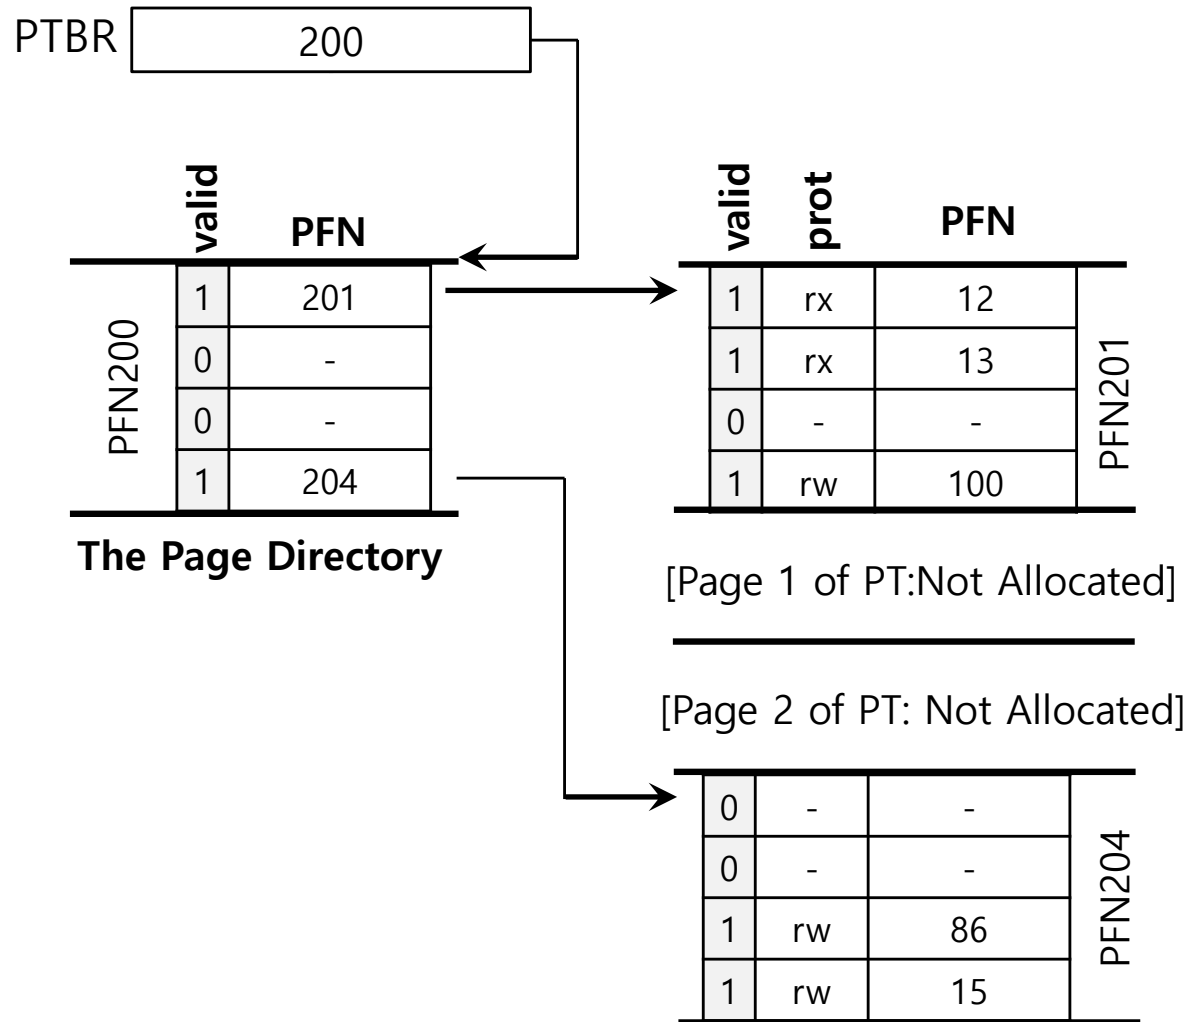 PTBR 200
valid PFN
PFN200
1 201
0 -
0 -
1 204
The Page Directory
valid prot PFN
1 rx 12
1 rx 13
0 - -
1 rw 100
PFN201
[Page 1 of PT:Not Allocated]
[Page 2 of PT: Not Allocated]
0 - -
0 - -
1 rw 86
1 rw 15
PFN204